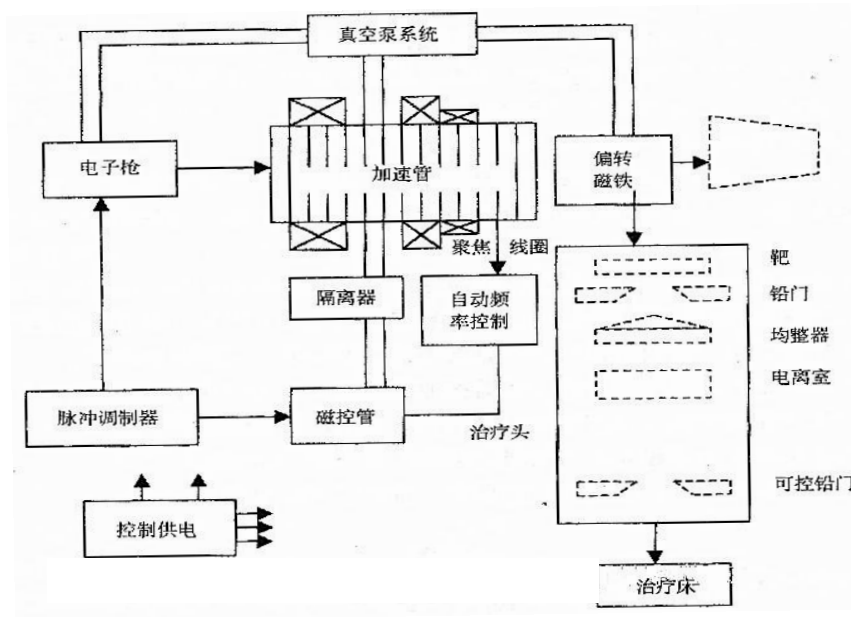 真空泵系统
电子枪
加速管
偏转
磁铁
聚焦 线圈
靶
隔离器
自动频
率控制
铅门
均整器
电离室
脉冲调制器
磁控管
治疗头
可控铅门
控制供电
治疗床